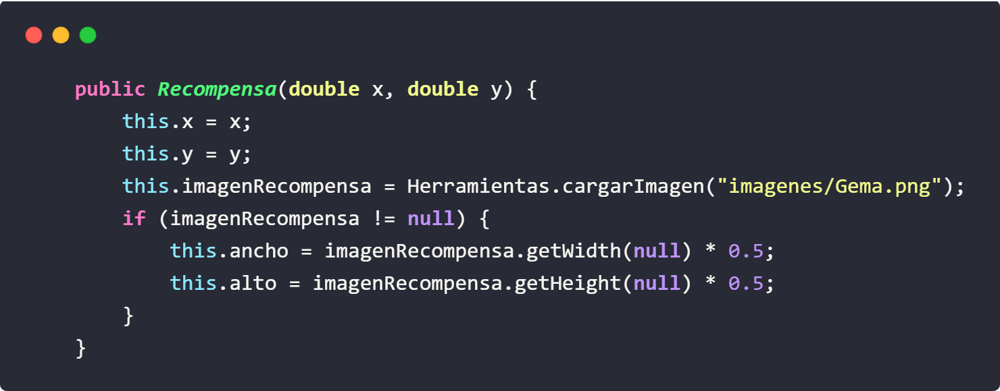 public Recompensa(double x, double y) {
    this.x = x;
    this.y = y;
    this.imagenRecompensa = Herramientas.cargarImagen("imagenes/Gema.png");
    if (imagenRecompensa != null) {
        this.ancho = imagenRecompensa.getWidth(null) * 0.5;
        this.alto = imagenRecompensa.getHeight(null) * 0.5;
    }
}